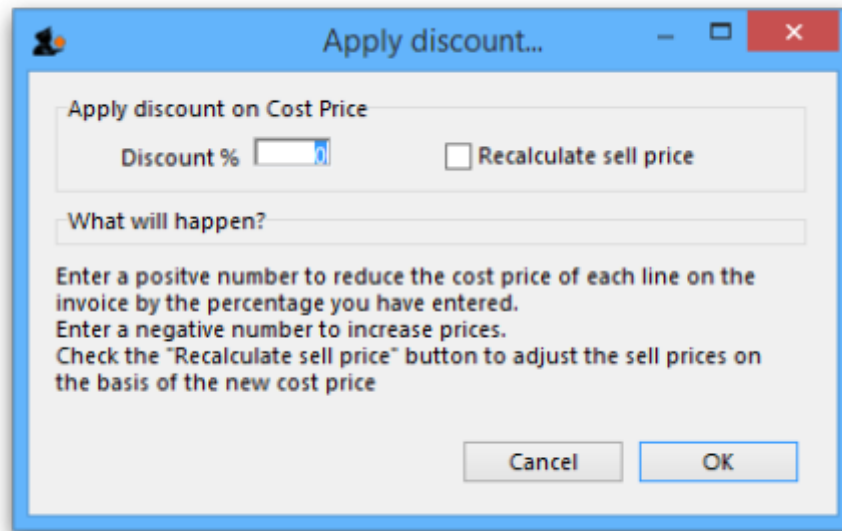 Apply discount...
Apply discount on Cost Price
Discount % 0 Recalculate sell price
What will happen?
Enter a positve number to reduce the cost price of each line on the
invoice by the percentage you have entered.
Enter a negative number to increase prices.
Check the "Recalculate sell price" button to adjust the sell prices on
the basis of the new cost price
Cancel OK